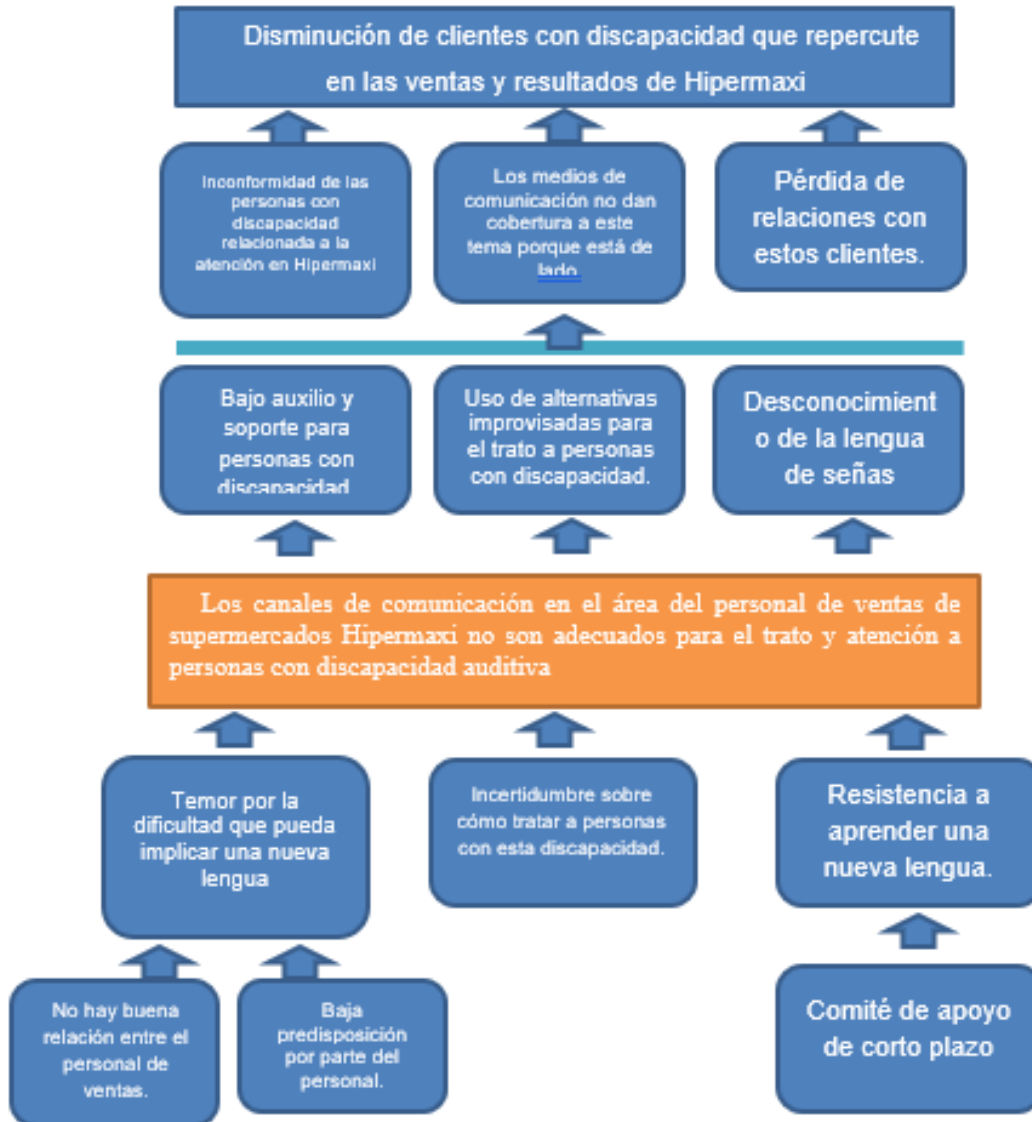 Disminución de clientes con discapacidad que repercute
en las ventas y resultados de Hipermaxi
Inconformidad de las
personas con
discapacidad
relacionada a la
atención en Hipermaxi
Los medios de
comunicación no dan
cobertura a este
tema porque está de
lado.
Pérdida de
relaciones con
estos clientes.
Bajo auxilio y
soporte para
personas con
discapacidad
Uso de alternativas
improvisadas para
el trato a personas
con discapacidad.
Desconocimient
o de la lengua
de señas
Los canales de comunicación en el área del personal de ventas de
supermercados Hipermaxi no son adecuados para el trato y atención a
personas con discapacidad auditiva
Temor por la
dificultad que pueda
implicar una nueva
lengua
Incertidumbre sobre
cómo tratar a personas
con esta discapacidad.
Resistencia a
aprender una
nueva lengua.
No hay buena
relación entre el
personal de
ventas.
Baja
predisposición
por parte del
personal.
Comité de apoyo
de corto plazo